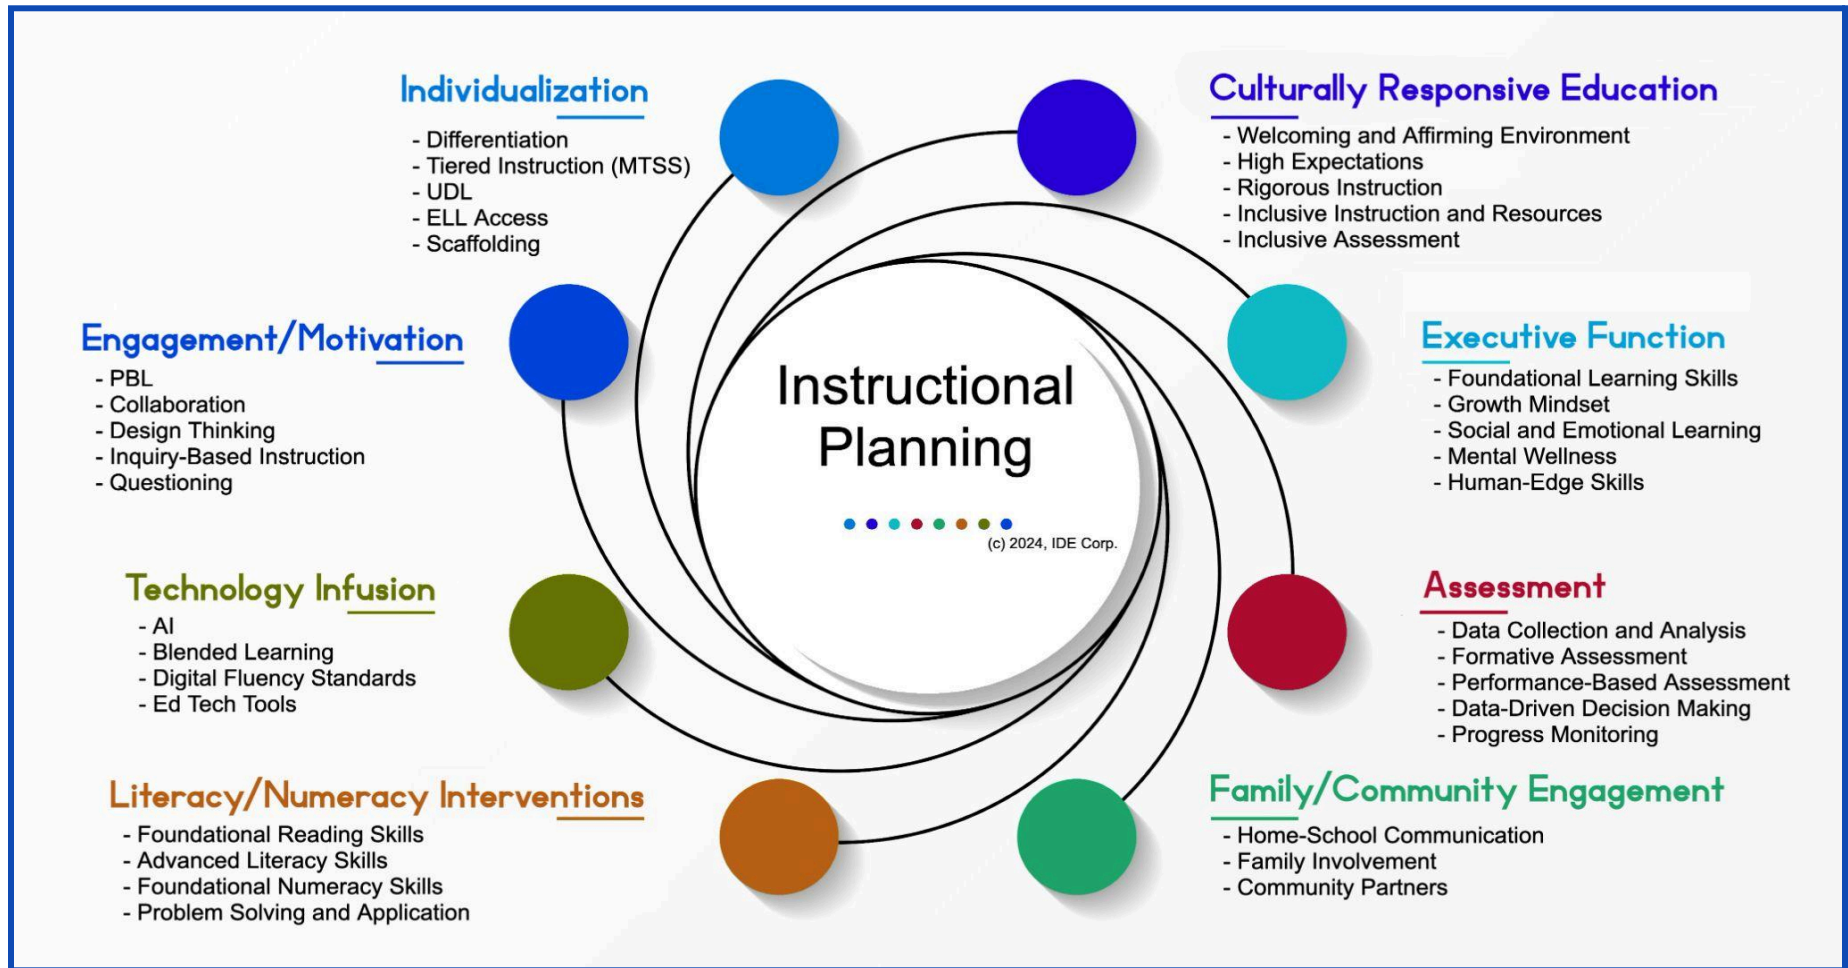 Individualization
- Differentiation
- Tiered Instruction (MTSS)
- UDL
- ELL Access
- Scaffolding
Culturally Responsive Education
- Welcoming and Affirming Environment
- High Expectations
- Rigorous Instruction
- Inclusive Instruction and Resources
- Inclusive Assessment
Engagement/Motivation
- PBL
- Collaboration
- Design Thinking
- Inquiry-Based Instruction
- Questioning
Instructional
Planning
(c) 2024, IDE Corp.
Executive Function
- Foundational Learning Skills
- Growth Mindset
- Social and Emotional Learning
- Mental Wellness
- Human-Edge Skills
Technology Infusion
- AI
- Blended Learning
- Digital Fluency Standards
- Ed Tech Tools
Assessment
- Data Collection and Analysis
- Formative Assessment
- Performance-Based Assessment
- Data-Driven Decision Making
- Progress Monitoring
Literacy/Numeracy Interventions
- Foundational Reading Skills
- Advanced Literacy Skills
- Foundational Numeracy Skills
- Problem Solving and Application
Family/Community Engagement
- Home-School Communication
- Family Involvement
- Community Partners